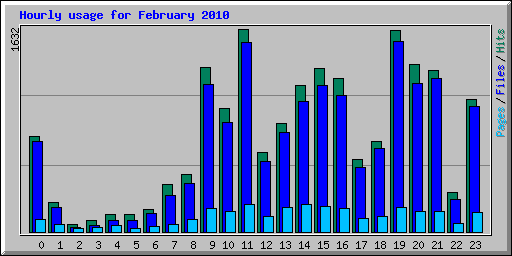 Hourly usage for February 2010
1632
Pages / Files / Hits
0 1 2 3 4 5 6 7 8 9 10 11 12 13 14 15 16 17 18 19 20 21 22 23